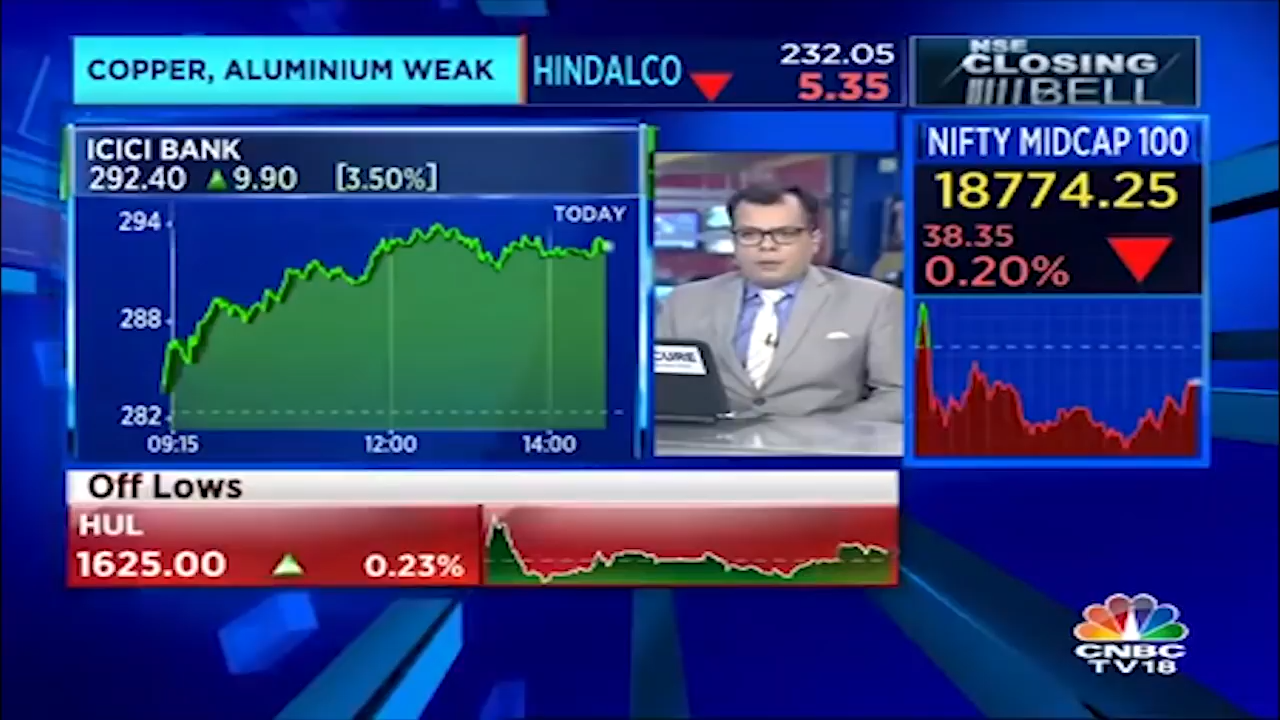 COPPER, ALUMINIUM WEAK
HINDALCO
232.05
5.35
NSE
CLOSING
BELL
ICICI BANK
292.40 9.90 [3.50%]
TODAY
294
288
282
09:15 12:00 14:00
CURE
NIFTY MIDCAP 100
18774.25
38.35
0.20%
Off Lows
HUL
1625.00 0.23%
CNBC
TV18